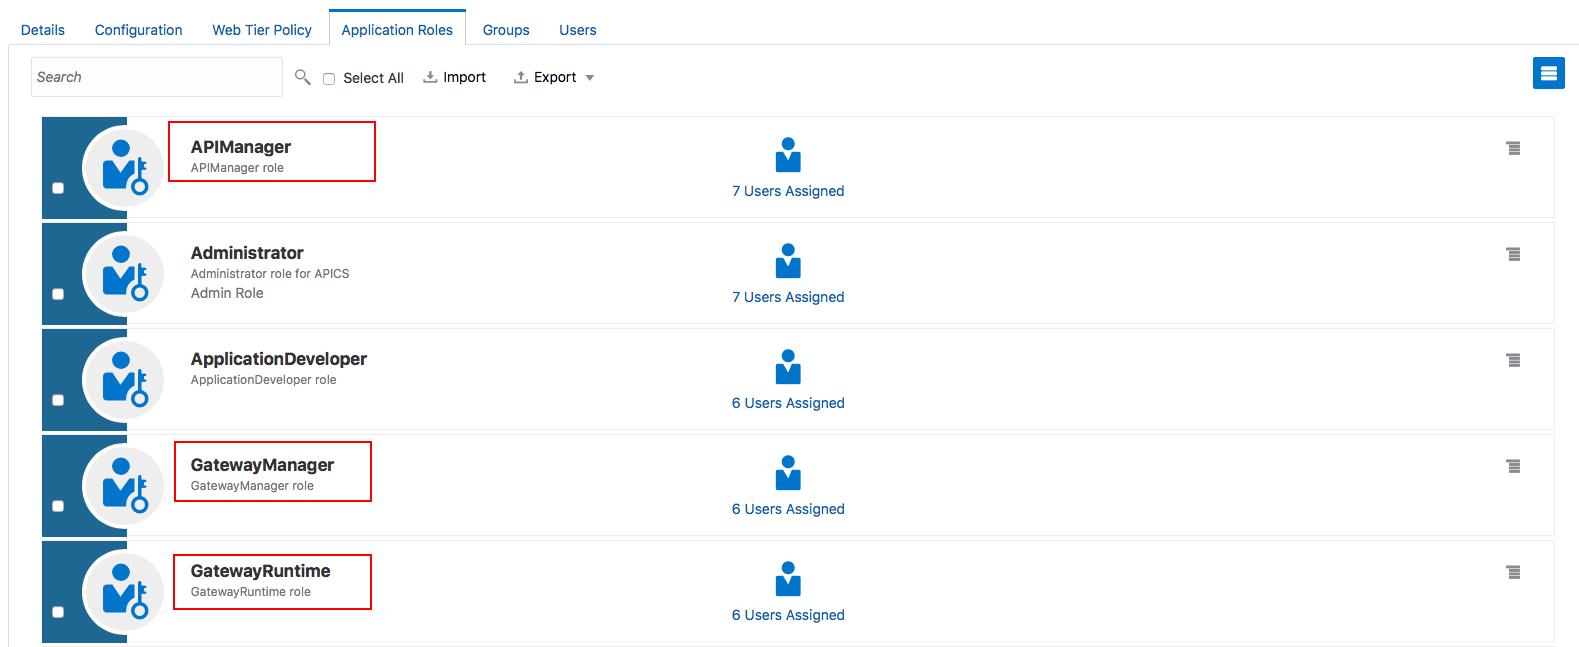 Details Configuration Web Tier Policy Application Roles Groups Users
Search Select All Import Export
APIManager
APIManager role
7 Users Assigned
Administrator
Administrator role for APICS
Admin Role
7 Users Assigned
ApplicationDeveloper
ApplicationDeveloper role
6 Users Assigned
GatewayManager
GatewayManager role
6 Users Assigned
GatewayRuntime
GatewayRuntime role
6 Users Assigned